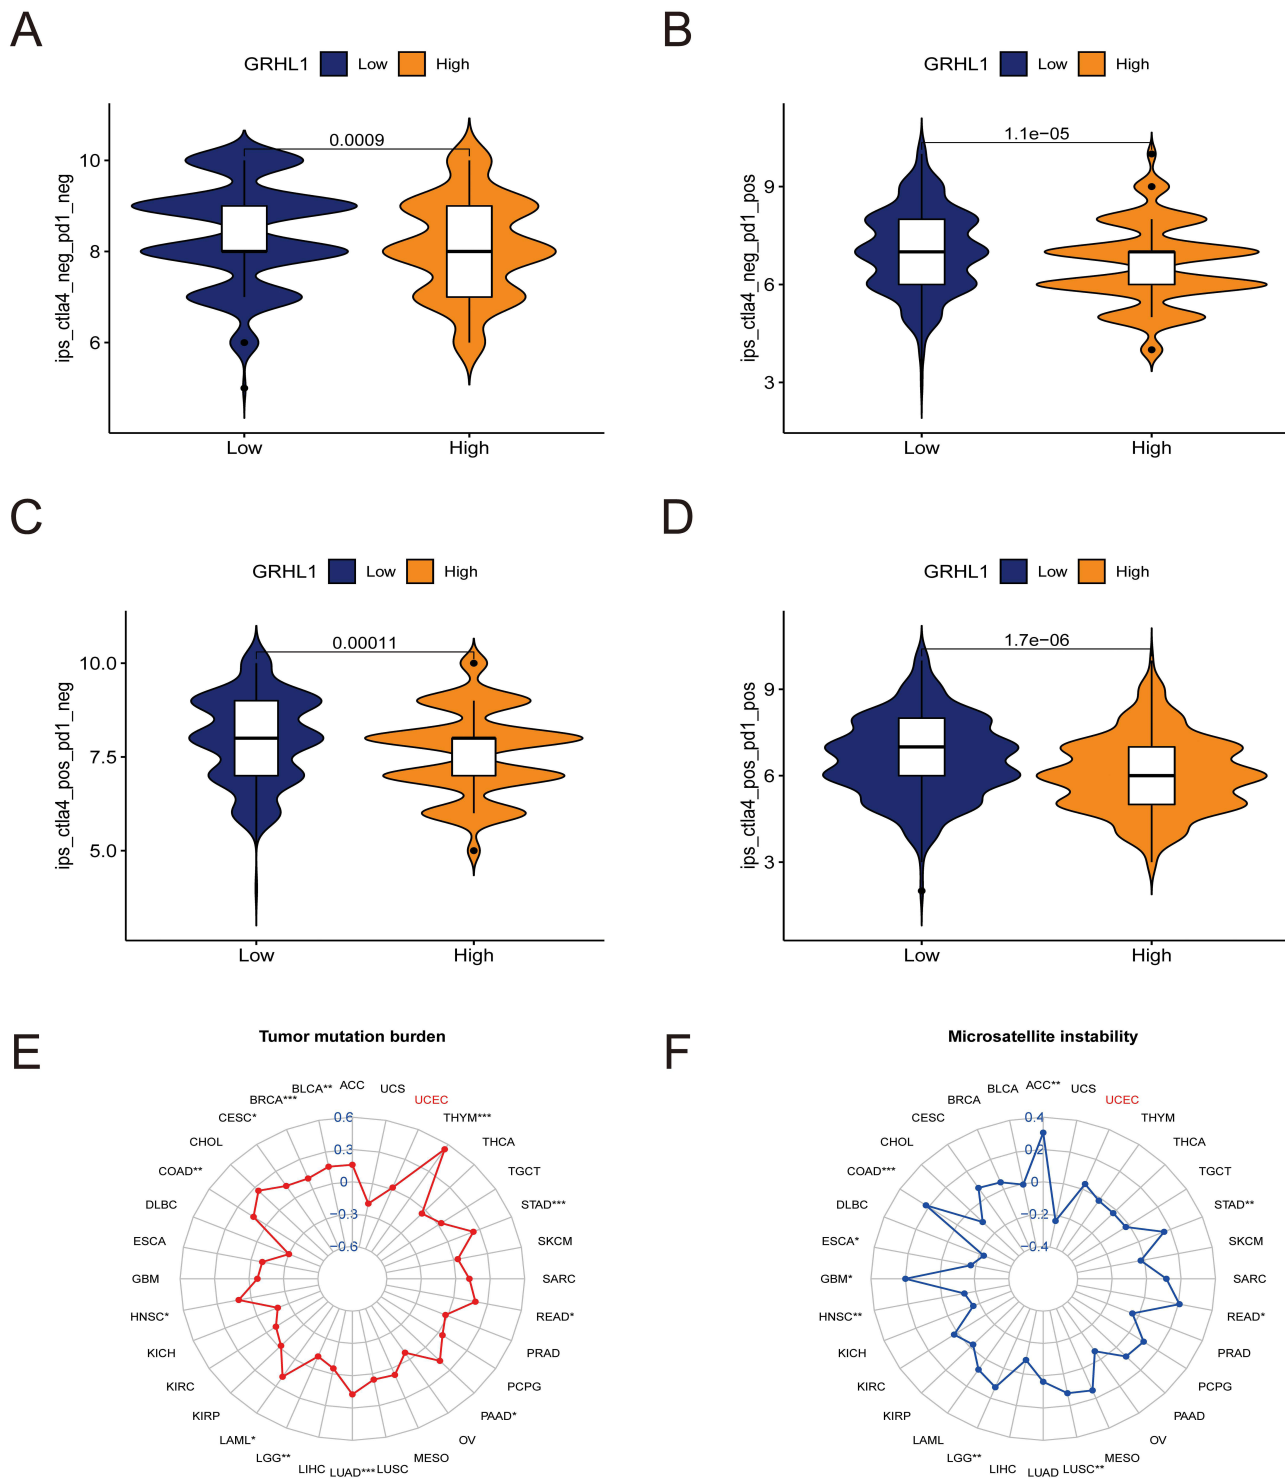 A
GRHL1 Low High
ips_ctla4_neg_pd1_neg
10
8
6
0.0009
Low High
B
GRHL1 Low High
ips_ctla4_neg_pd1_pos
9
6
3
1.1e−05
Low High
C
GRHL1 Low High
ips_ctla4_pos_pd1_neg
10.0
7.5
5.0
0.00011
Low High
D
GRHL1 Low High
ips_ctla4_pos_pd1_pos
9
6
3
1.7e−06
Low High
E
Tumor mutation burden
ACC
UCS
UCEC
THYM***
THCA
TGCT
STAD***
SKCM
SARC
READ*
PRAD
PCPG
PAAD*
OV
MESO
LUSC
LUAD***
LIHC
LGG**
LAML*
KIRP
KIRC
KICH
HNSC*
GBM
ESCA
DLBC
COAD**
CHOL
CESC*
BRCA***
BLCA**
0.6
0.3
0
−0.3
−0.6
F
Microsatellite instability
ACC**
UCS
UCEC
THYM
THCA
TGCT
STAD**
SKCM
SARC
READ*
PRAD
PCPG
PAAD
OV
MESO
LUSC**
LUAD
LIHC
LGG**
LAML
KIRP
KIRC
KICH
HNSC**
GBM*
ESCA*
DLBC
COAD***
CHOL
CESC
BRCA
BLCA
0.4
0.2
0
−0.2
−0.4